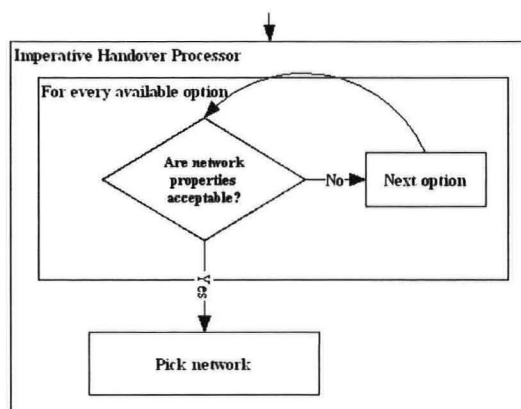 Imperative Handover Processor
For every available option
Are network
properties
acceptable?
No
Next option
Yes
Pick network